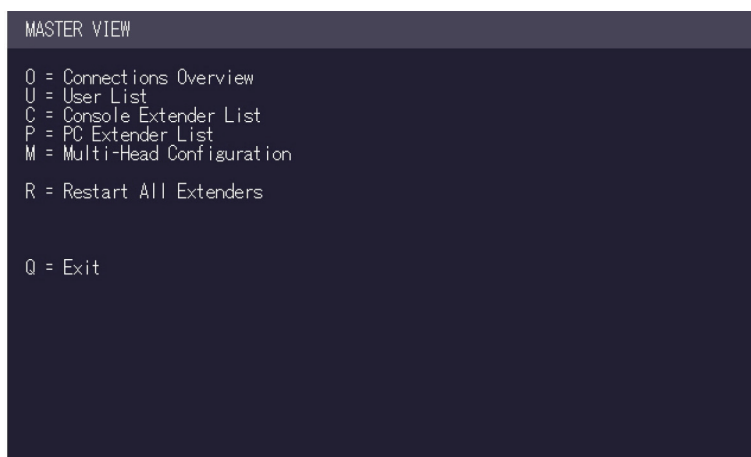 MASTER VIEW
O = Connections Overview
U = User List
C = Console Extender List
P = PC Extender List
M = Multi-Head Configuration
R = Restart All Extenders
Q = Exit